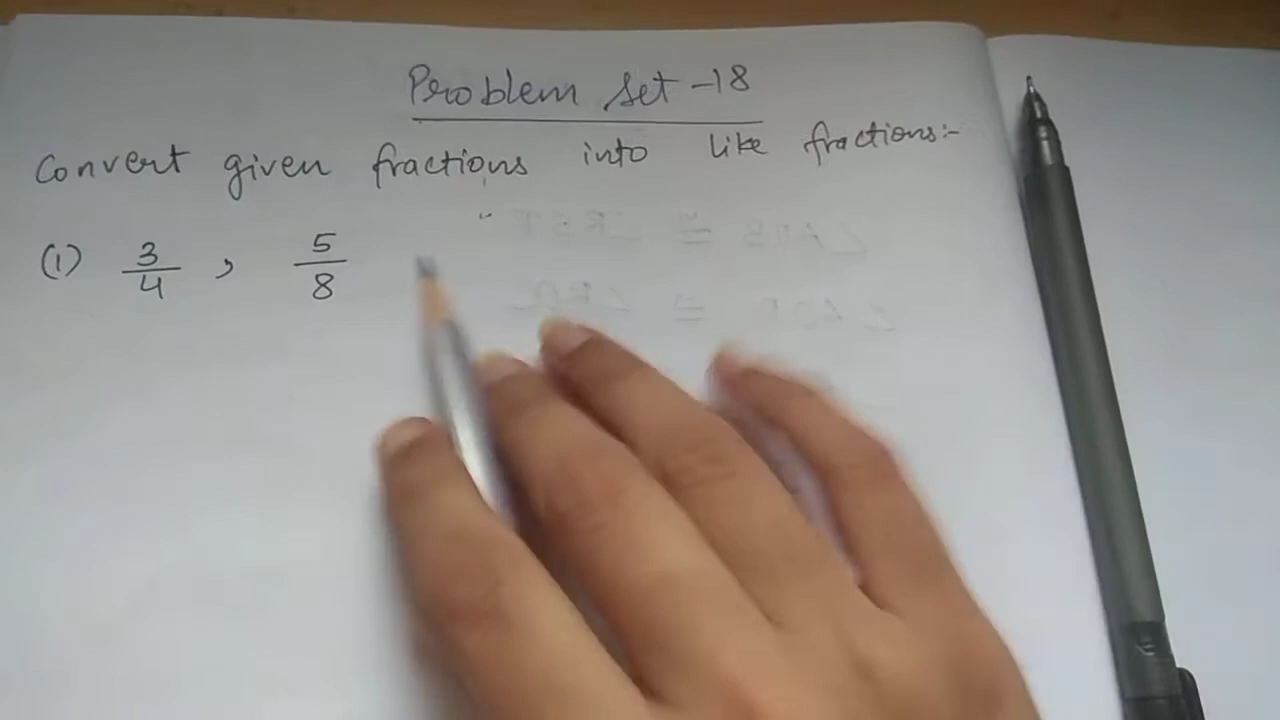 Problem set -18
Convert given fractions into like fractions:-
(1) 3/4 , 5/8